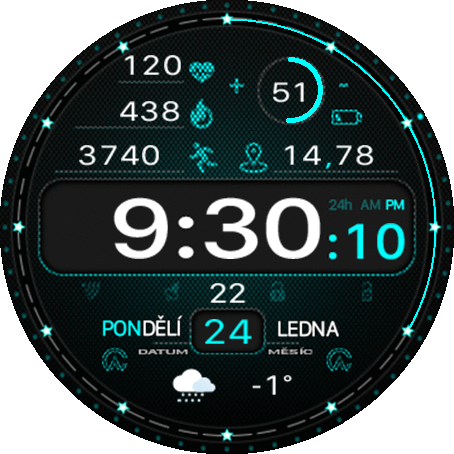 120
51
438
3740 14,78
24h AM PM
9:30:10
22
PONDĚLÍ 24 LEDNA
DATUM MĚSÍC
-1°